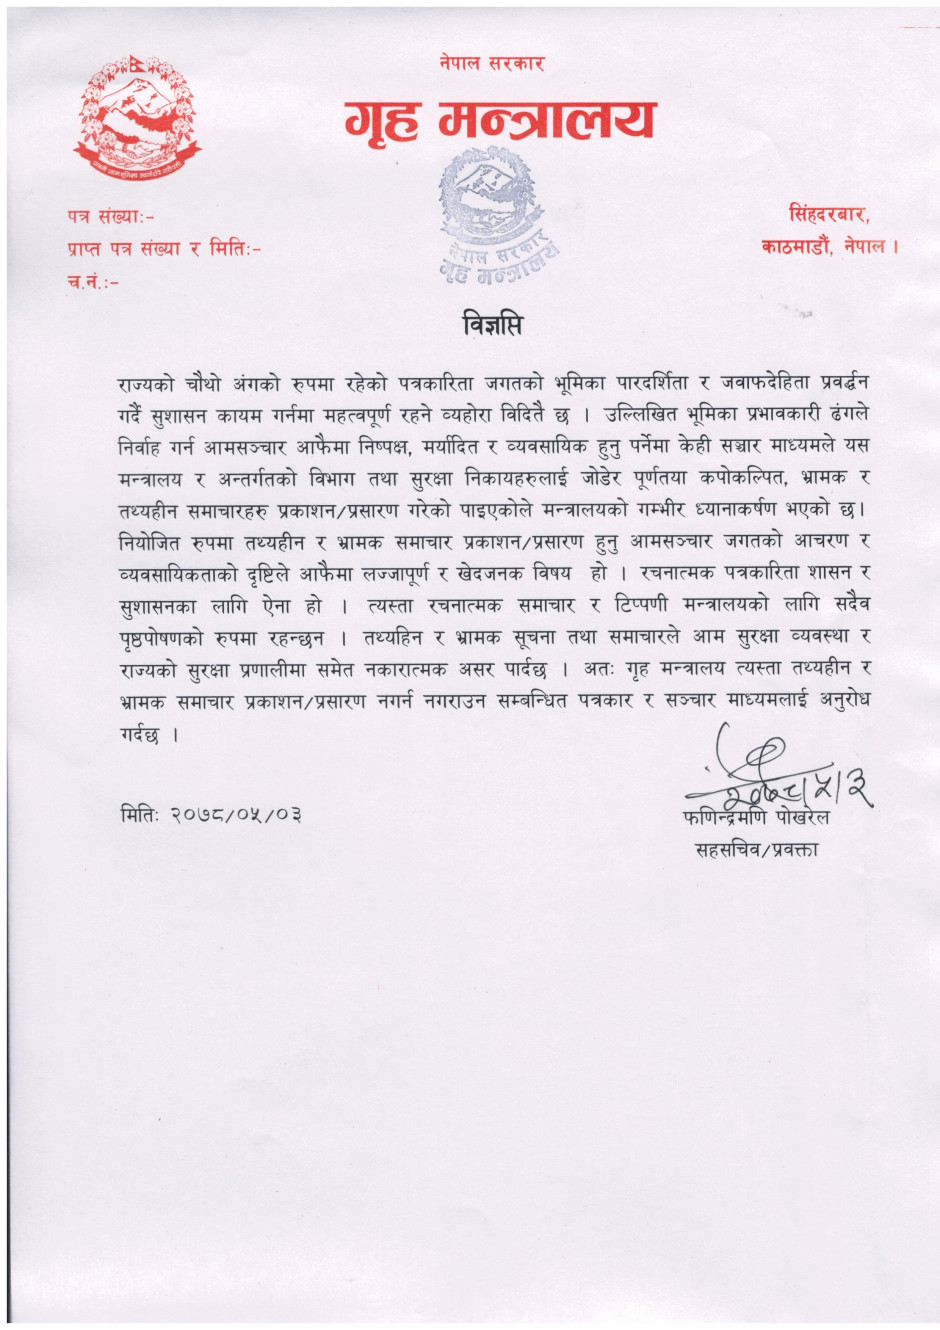 नेपाल सरकार
गृह मन्त्रालय
नेपाल सरकार
गृह मन्त्रालय
पत्र संख्याः-
प्राप्त पत्र संख्या र मितिः-
च.नं.:-
सिंहदरबार,
काठमाडौं, नेपाल ।
विज्ञप्ति
राज्यको चौथो अंगको रुपमा रहेको पत्रकारिता जगतको भूमिका पारदर्शिता र जवाफदेहिता प्रवर्द्धन
गर्दै सुशासन कायम गर्नमा महत्वपूर्ण रहने व्यहोरा विदितै छ । उल्लिखित भूमिका प्रभावकारी ढंगले
निर्वाह गर्न आमसञ्चार आफैमा निष्पक्ष, मर्यादित र व्यवसायिक हुनु पर्नेमा केही सञ्चार माध्यमले यस
मन्त्रालय र अन्तर्गतको विभाग तथा सुरक्षा निकायहरुलाई जोडेर पूर्णतया कपोकल्पित, भ्रामक र
तथ्यहीन समाचारहरु प्रकाशन/प्रसारण गरेको पाइएकोले मन्त्रालयको गम्भीर ध्यानाकर्षण भएको छ।
नियोजित रुपमा तथ्यहीन र भ्रामक समाचार प्रकाशन/प्रसारण हुनु आमसञ्चार जगतको आचरण र
व्यवसायिकताको दृष्टिले आफैमा लज्जापूर्ण र खेदजनक विषय हो । रचनात्मक पत्रकारिता शासन र
सुशासनका लागि ऐना हो । त्यस्ता रचनात्मक समाचार र टिप्पणी मन्त्रालयको लागि सदैव
पृष्ठपोषणको रुपमा रहन्छन । तथ्यहिन र भ्रामक सूचना तथा समाचारले आम सुरक्षा व्यवस्था र
राज्यको सुरक्षा प्रणालीमा समेत नकारात्मक असर पार्दछ । अतः गृह मन्त्रालय त्यस्ता तथ्यहीन र
भ्रामक समाचार प्रकाशन/प्रसारण नगर्न नगराउन सम्बन्धित पत्रकार र सञ्चार माध्यमलाई अनुरोध
गर्दछ ।
२०७८/५/३
मितिः २०७८/०५/०३
फणिन्द्रमणि पोखरेल
सहसचिव/प्रवक्ता